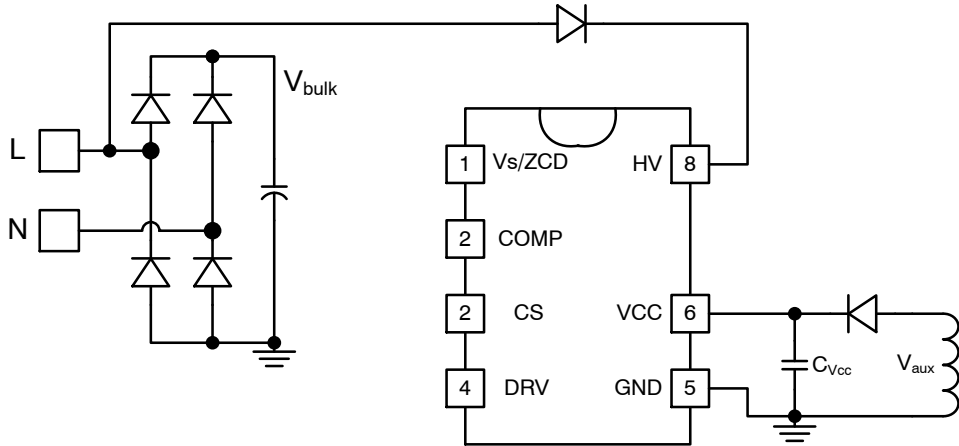 V_bulk
L
N
1 Vs/ZCD
HV 8
2 COMP
2 CS
VCC 6
4 DRV
GND 5
C_Vcc
V_aux